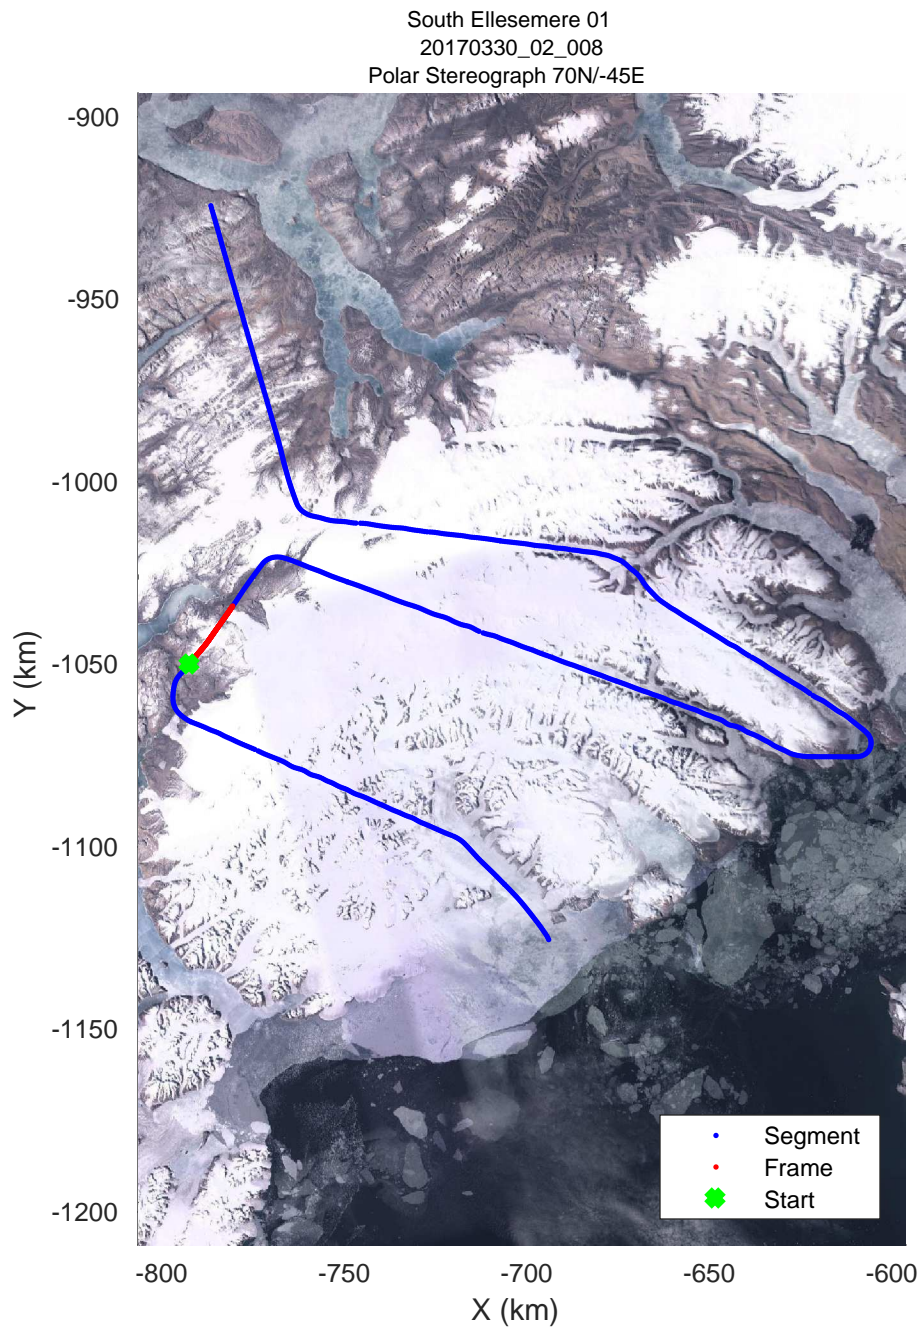 South Ellesemere 01
20170330_02_008
Polar Stereograph 70N/-45E
-900
-950
-1000
-1050
-1100
-1150
-1200
Y (km)
-800 -750 -700 -650 -600
X (km)
Segment
Frame
Start